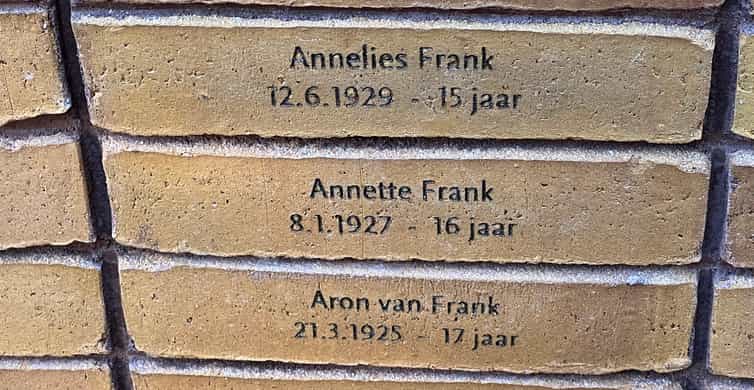 Annelies Frank
12.6.1929 - 15 jaar
Annette Frank
8.1.1927 - 16 jaar
Aron van Frank
21.3.1925 - 17 jaar